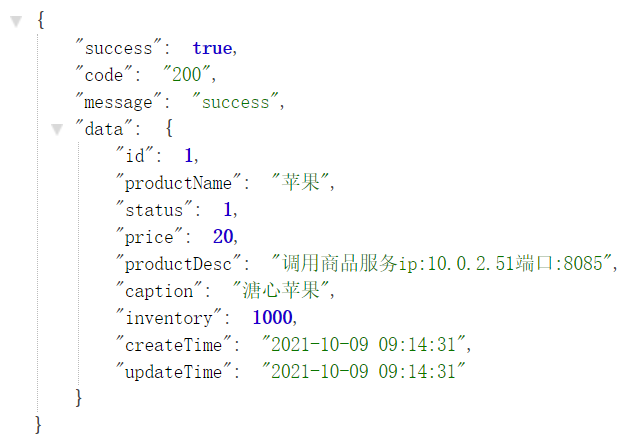 {
"success": true,
"code": "200",
"message": "success",
"data": {
"id": 1,
"productName": "苹果",
"status": 1,
"price": 20,
"productDesc": "调用商品服务ip:10.0.2.51端口:8085",
"caption": "溏心苹果",
"inventory": 1000,
"createTime": "2021-10-09 09:14:31",
"updateTime": "2021-10-09 09:14:31"
}
}